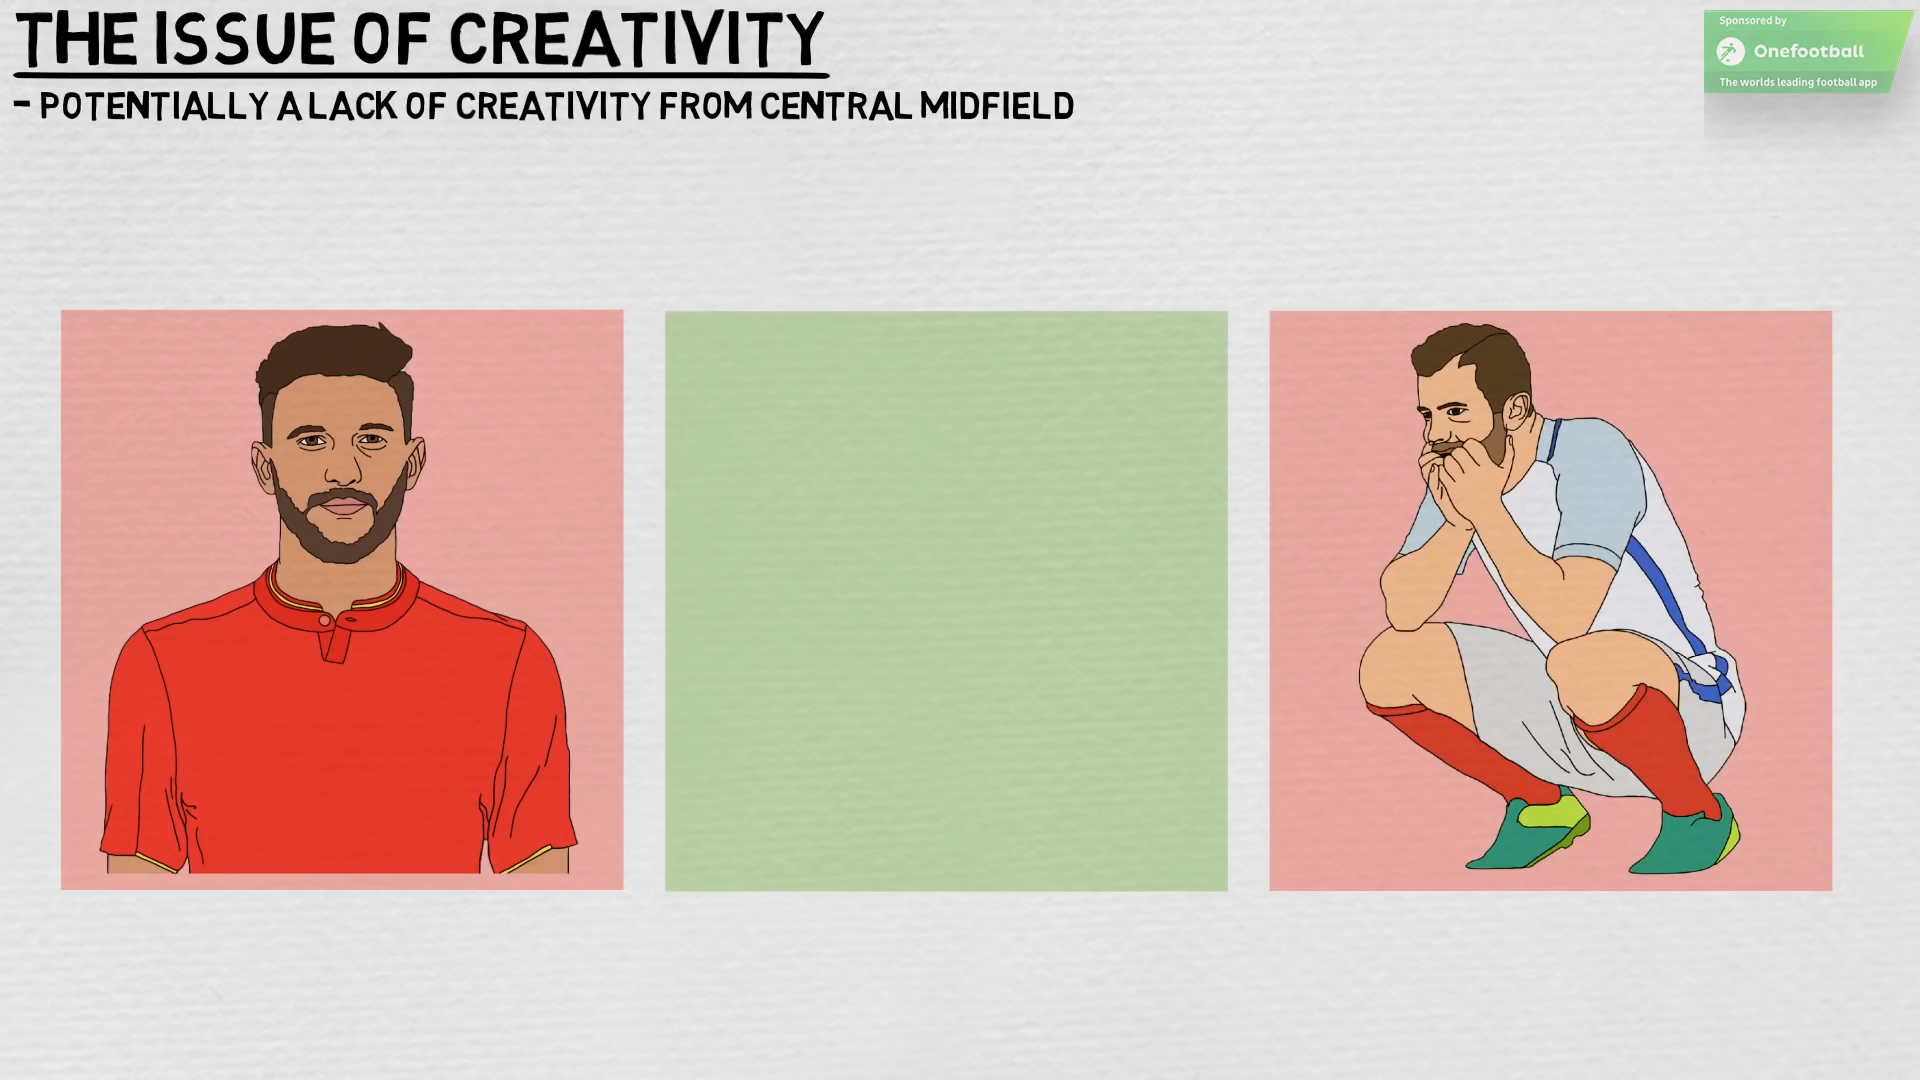 THE ISSUE OF CREATIVITY
- POTENTIALLY A LACK OF CREATIVITY FROM CENTRAL MIDFIELD
Sponsored by
Onefootball
The worlds leading football app